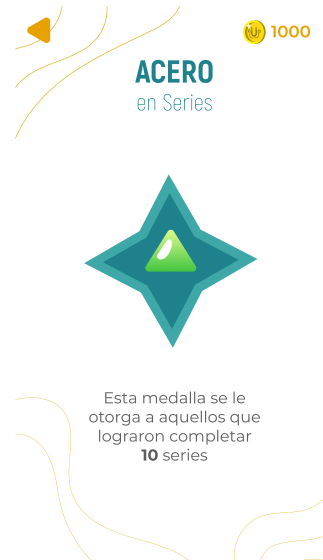 1000
ACERO
en Series
Esta medalla se le
otorga a aquellos que
lograron completar
10 series